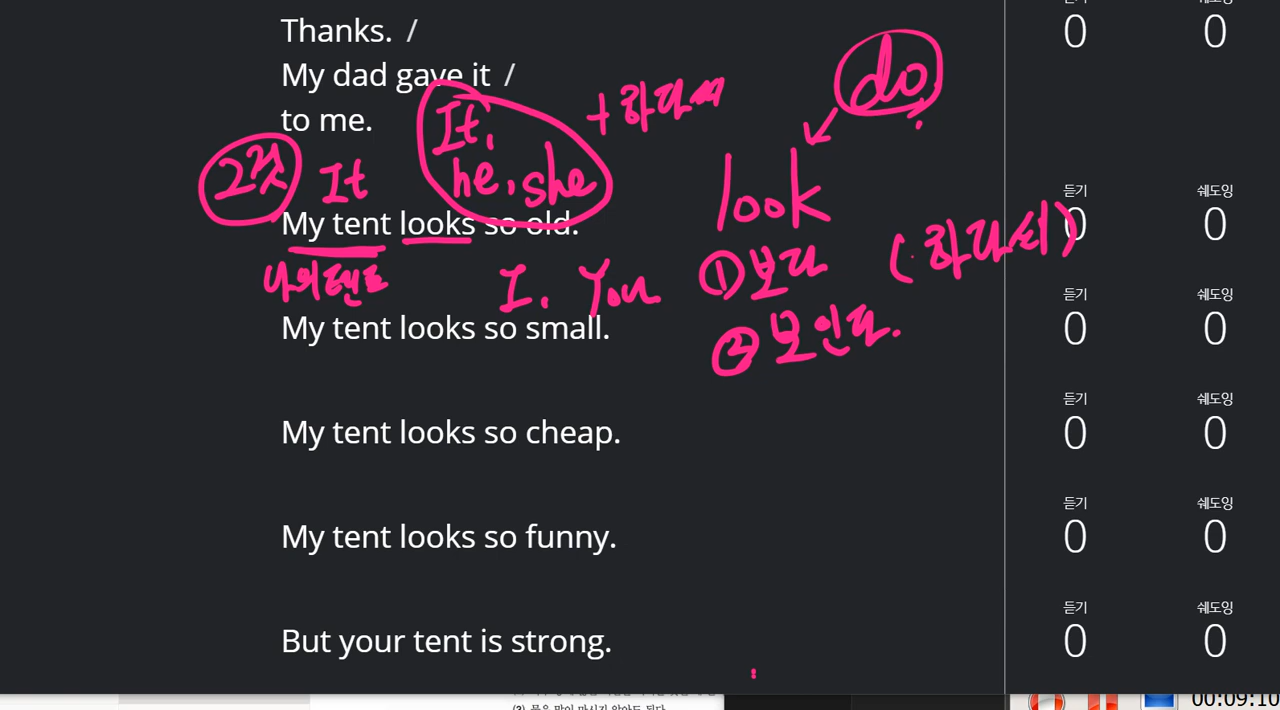 Thanks. /
My dad gave it /
to me.
do
+ 하다씨
It,
he, she
그것 It
look
듣기 쉐도잉
0 0
My tent looks so old.
0 0
나의텐트
I. You
①보다
(하다씨)
②보인다.
듣기 쉐도잉
My tent looks so small.
0 0
듣기 쉐도잉
My tent looks so cheap.
0 0
듣기 쉐도잉
My tent looks so funny.
0 0
듣기 쉐도잉
But your tent is strong.
0 0
00:09:10